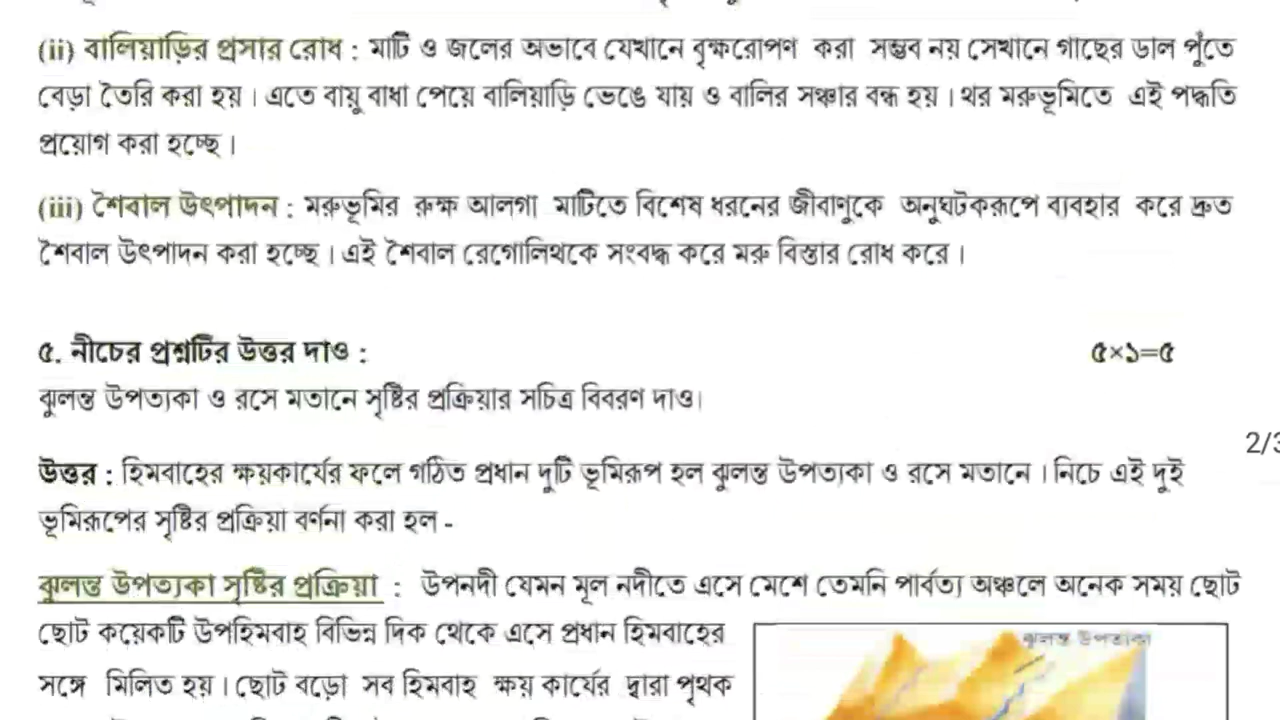 (ii) বালিয়াড়ির প্রসার রোধ : মাটি ও জলের অভাবে যেখানে বৃক্ষরোপণ করা সম্ভব নয় সেখানে গাছের ডাল পুঁতে
বেড়া তৈরি করা হয়। এতে বায়ু বাধা পেয়ে বালিয়াড়ি ভেঙে যায় ও বালির সঞ্চার বন্ধ হয়। থর মরুভূমিতে এই পদ্ধতি
প্রয়োগ করা হচ্ছে।
(iii) শৈবাল উৎপাদন : মরুভূমির রুক্ষ আলগা মাটিতে বিশেষ ধরনের জীবাণুকে অনুঘটকরূপে ব্যবহার করে দ্রুত
শৈবাল উৎপাদন করা হচ্ছে। এই শৈবাল রেগোলিথকে সংবদ্ধ করে মরু বিস্তার রোধ করে।
৫. নীচের প্রশ্নটির উত্তর দাও : ৫×১=৫
ঝুলন্ত উপত্যকা ও রসে মতানে সৃষ্টির প্রক্রিয়ার সচিত্র বিবরণ দাও।
2/3
উত্তর : হিমবাহের ক্ষয়কার্যের ফলে গঠিত প্রধান দুটি ভূমিরূপ হল ঝুলন্ত উপত্যকা ও রসে মতানে। নিচে এই দুই
ভূমিরূপের সৃষ্টির প্রক্রিয়া বর্ণনা করা হল -
ঝুলন্ত উপত্যকা সৃষ্টির প্রক্রিয়া : উপনদী যেমন মূল নদীতে এসে মেশে তেমনি পার্বত্য অঞ্চলে অনেক সময় ছোট
ছোট কয়েকটি উপহিমবাহ বিভিন্ন দিক থেকে এসে প্রধান হিমবাহের
ঝুলন্ত উপত্যকা
সঙ্গে মিলিত হয়। ছোট বড়ো সব হিমবাহ ক্ষয় কার্যের দ্বারা পৃথক